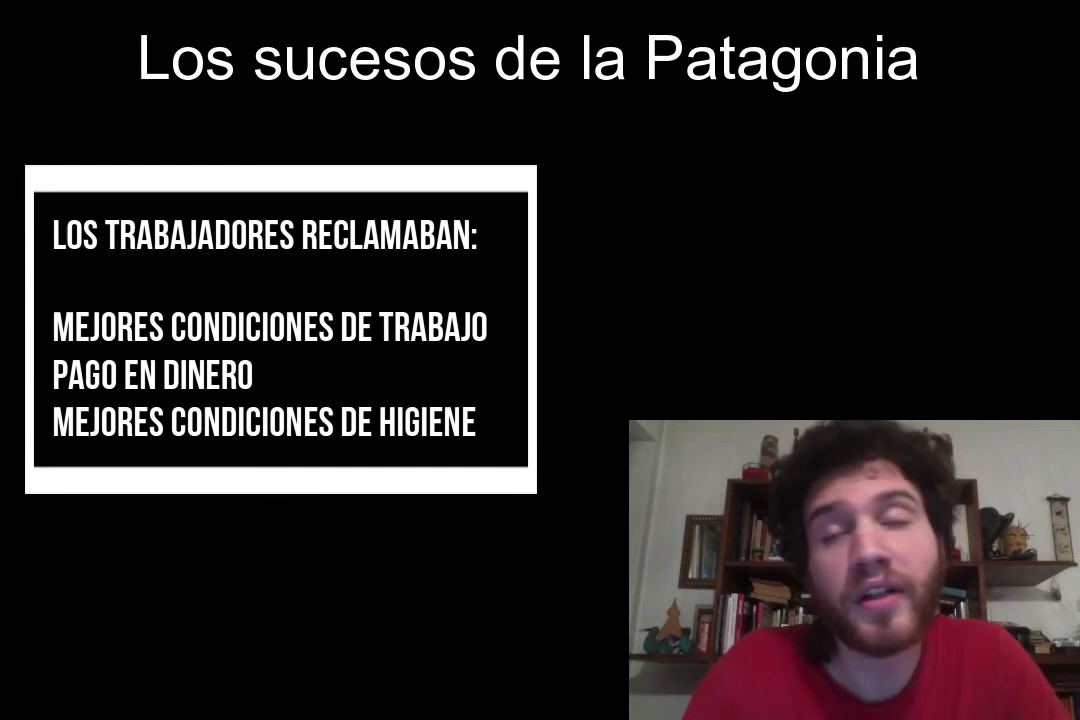 Los sucesos de la Patagonia
LOS TRABAJADORES RECLAMABAN:
MEJORES CONDICIONES DE TRABAJO
PAGO EN DINERO
MEJORES CONDICIONES DE HIGIENE